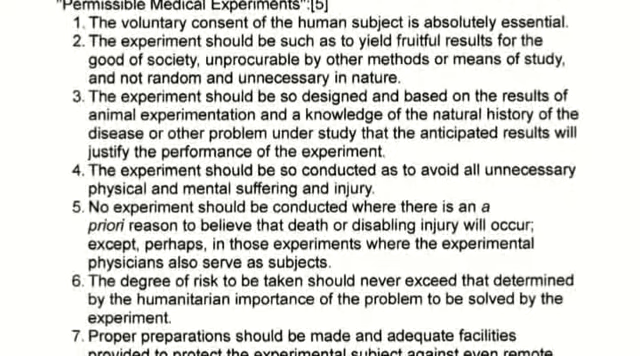 "Permissible Medical Experiments":[5]
1. The voluntary consent of the human subject is absolutely essential.
2. The experiment should be such as to yield fruitful results for the
good of society, unprocurable by other methods or means of study,
and not random and unnecessary in nature.
3. The experiment should be so designed and based on the results of
animal experimentation and a knowledge of the natural history of the
disease or other problem under study that the anticipated results will
justify the performance of the experiment.
4. The experiment should be so conducted as to avoid all unnecessary
physical and mental suffering and injury.
5. No experiment should be conducted where there is an a
priori reason to believe that death or disabling injury will occur;
except, perhaps, in those experiments where the experimental
physicians also serve as subjects.
6. The degree of risk to be taken should never exceed that determined
by the humanitarian importance of the problem to be solved by the
experiment.
7. Proper preparations should be made and adequate facilities
provided to protect the experimental subject against even remote